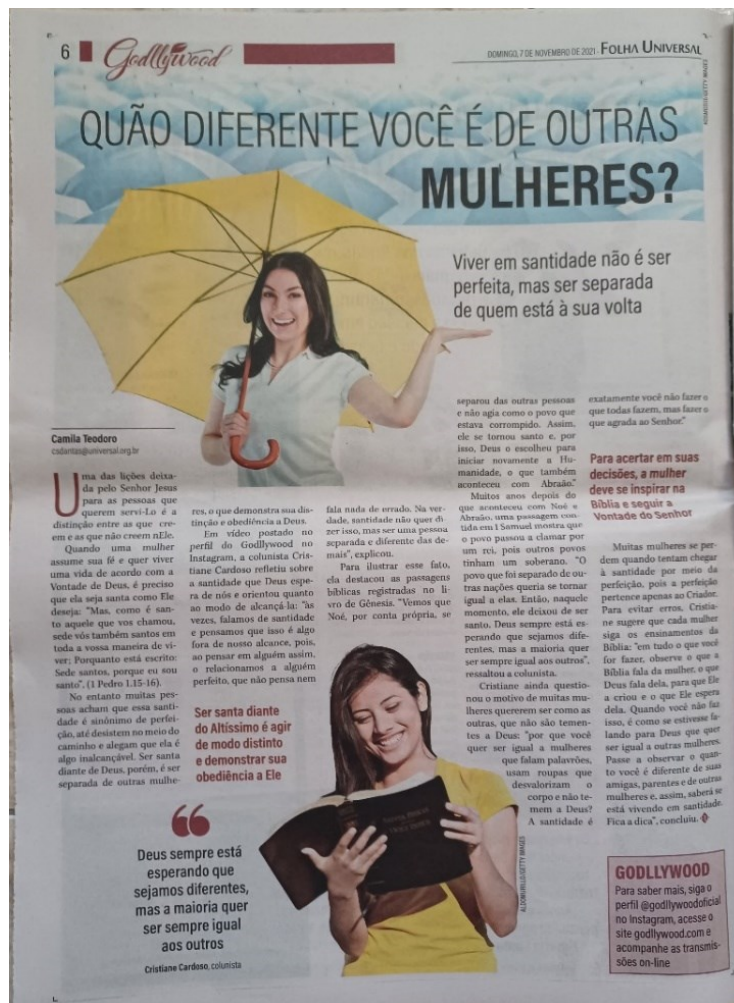 6
Godllywood
DOMINGO, 7 DE NOVEMBRO DE 2021 - FOLHA UNIVERSAL
QUÃO DIFERENTE VOCÊ É DE OUTRAS
MULHERES?
Viver em santidade não é ser
perfeita, mas ser separada
de quem está à sua volta
Camila Teodoro
csdantas@universal.org.br
Uma das lições deixa-
da pelo Senhor Jesus
para as pessoas que
querem servi-Lo é a
distinção entre as que cre-
em e as que não creem nEle.
Quando uma mulher
assume sua fé e quer viver
uma vida de acordo com a
Vontade de Deus, é preciso
que ela seja santa como Ele
deseja: "Mas, como é san-
to aquele que vos chamou,
sede vós também santos em
toda a vossa maneira de vi-
ver; Porquanto está escrito:
Sede santos, porque eu sou
santo". (1 Pedro 1.15-16).
No entanto muitas pes-
soas acham que essa santi-
dade é sinônimo de perfei-
ção, até desistem no meio do
caminho e alegam que ela é
algo inalcançável. Ser santa
diante de Deus, porém, é ser
separada de outras mulhe-
res, o que demonstra sua dis-
tinção e obediência a Deus.
Em vídeo postado no
perfil do Godllywood no
Instagram, a colunista Cris-
tiane Cardoso refletiu sobre
a santidade que Deus espe-
ra de nós e orientou quanto
ao modo de alcançá-la: "às
vezes, falamos de santidade
e pensamos que isso é algo
fora de nosso alcance, pois,
ao pensar em alguém assim,
o relacionamos a alguém
perfeito, que não pensa nem
Ser santa diante
do Altíssimo é agir
de modo distinto
e demonstrar sua
obediência a Ele
fala nada de errado. Na ver-
dade, santidade não quer di-
zer isso, mas ser uma pessoa
separada e diferente das de-
mais", explicou.
Para ilustrar esse fato,
ela destacou as passagens
bíblicas registradas no li-
vro de Gênesis. "Vemos que
Noé, por conta própria, se
separou das outras pessoas
e não agia como o povo que
estava corrompido. Assim,
ele se tornou santo e, por
isso, Deus o escolheu para
iniciar novamente a Hu-
manidade, o que também
aconteceu com Abraão."
Muitos anos depois do
que aconteceu com Noé e
Abraão, uma passagem con-
tida em 1 Samuel mostra que
o povo passou a clamar por
um rei, pois outros povos
tinham um soberano. "O
povo que foi separado de ou-
tras nações queria se tornar
igual a elas. Então, naquele
momento, ele deixou de ser
santo. Deus sempre está es-
perando que sejamos dife-
rentes, mas a maioria quer
ser sempre igual aos outros",
ressaltou a colunista.
Cristiane ainda questio-
nou o motivo de muitas mu-
lheres quererem ser como as
outras, que não são temen-
tes a Deus: "por que você
quer ser igual a mulheres
que falam palavrões,
usam roupas que
desvalorizam o
corpo e não te-
mem a Deus?
A santidade é
exatamente você não fazer o
que todas fazem, mas fazer o
que agrada ao Senhor."
Para acertar em suas
decisões, a mulher
deve se inspirar na
Bíblia e seguir a
Vontade do Senhor
Muitas mulheres se per-
dem quando tentam chegar
à santidade por meio da
perfeição, pois a perfeição
pertence apenas ao Criador.
Para evitar erros, Cristia-
ne sugere que cada mulher
siga os ensinamentos da
Bíblia: "em tudo o que você
for fazer, observe o que a
Bíblia fala da mulher, o que
Deus fala dela, para que Ele
a criou e o que Ele espera
dela. Quando você não faz
isso, é como se estivesse fa-
lando para Deus que quer
ser igual a outras mulheres.
Passe a observar o quan-
to você é diferente de suas
amigas, parentes e de outras
mulheres e, assim, saberá se
está vivendo em santidade.
Fica a dica", concluiu.
Deus sempre está
esperando que
sejamos diferentes,
mas a maioria quer
ser sempre igual
aos outros
Cristiane Cardoso, colunista
GODLLYWOOD
Para saber mais, siga o
perfil @godllywoodoficial
no Instagram, acesse o
site godllywood.com e
acompanhe as transmis-
sões on-line